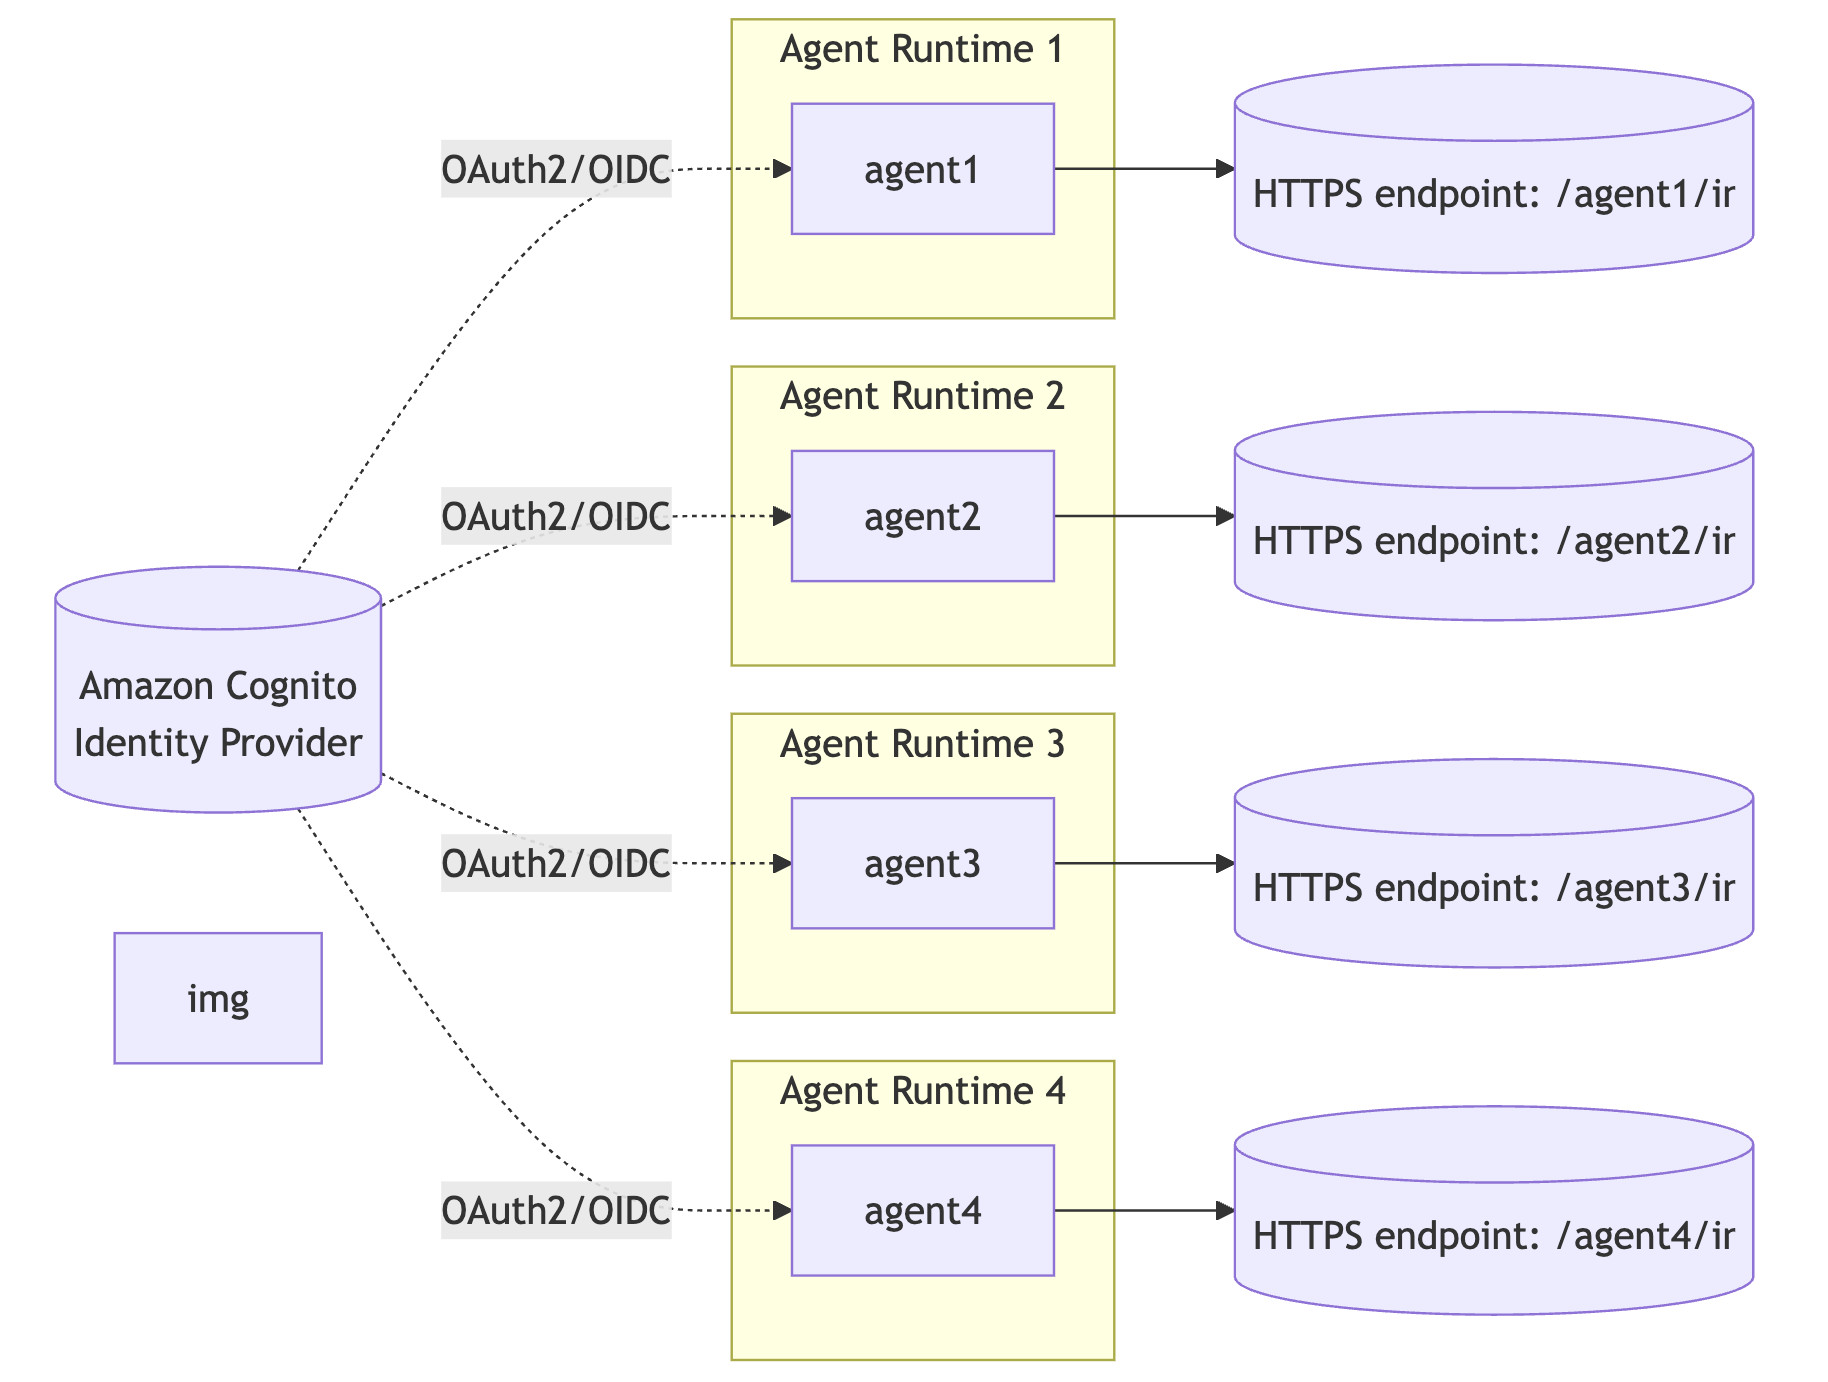 Agent Runtime 1
OAuth2/OIDC
agent1
HTTPS endpoint: /agent1/ir
Agent Runtime 2
OAuth2/OIDC
agent2
HTTPS endpoint: /agent2/ir
Amazon Cognito
Identity Provider
Agent Runtime 3
OAuth2/OIDC
agent3
HTTPS endpoint: /agent3/ir
img
Agent Runtime 4
OAuth2/OIDC
agent4
HTTPS endpoint: /agent4/ir